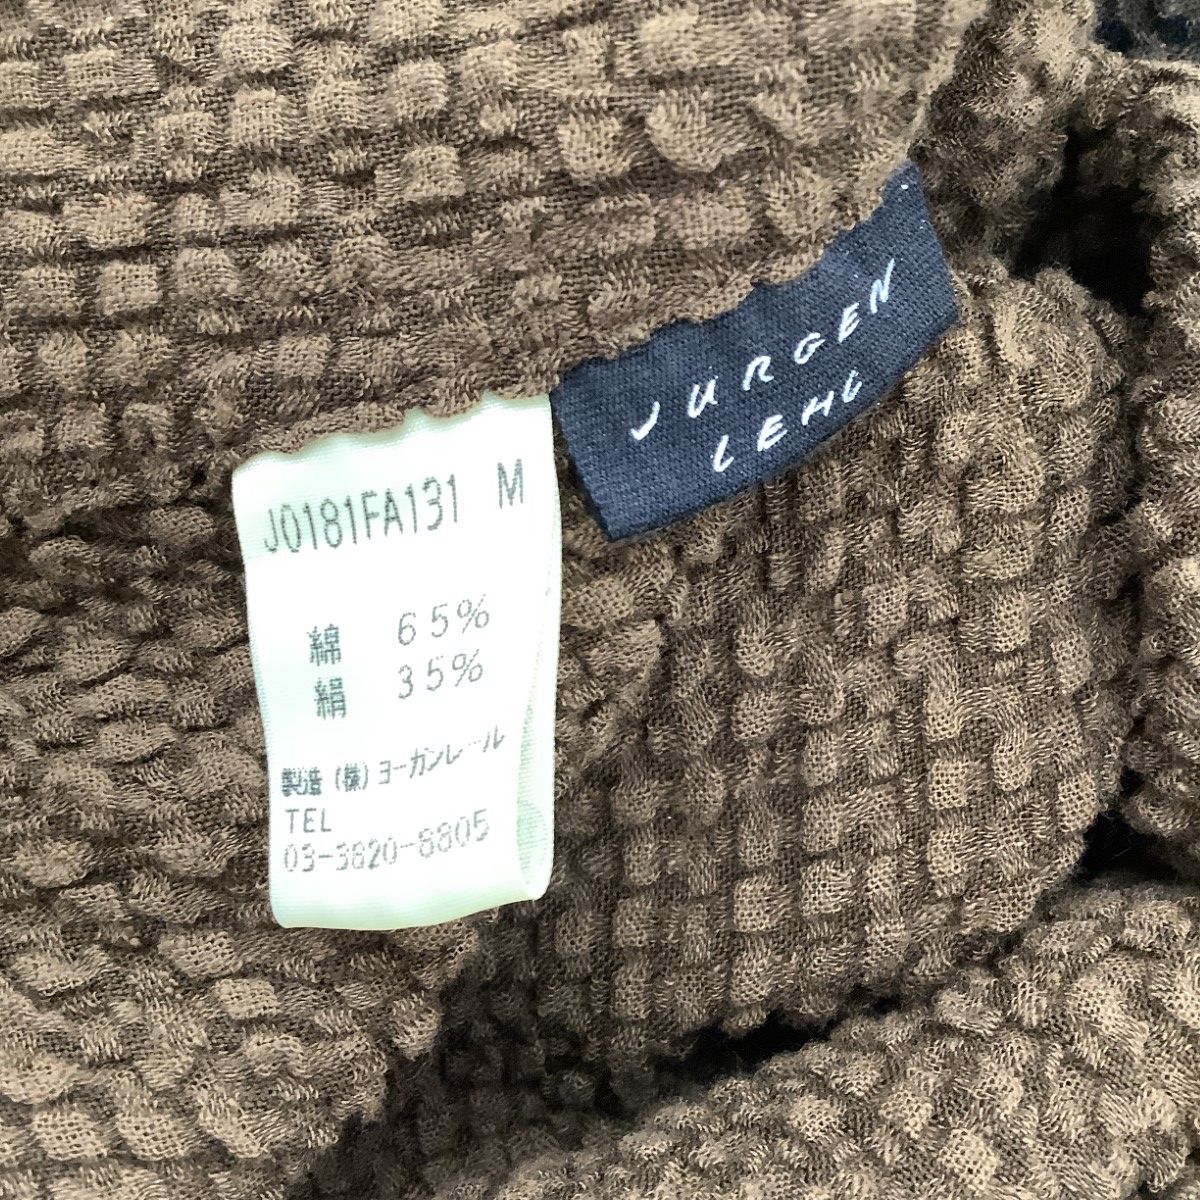 JURGEN
LEHL
J0181FA131 M
綿 65%
絹 35%
製造 (株) ヨーガンレール
TEL
03-3820-8805